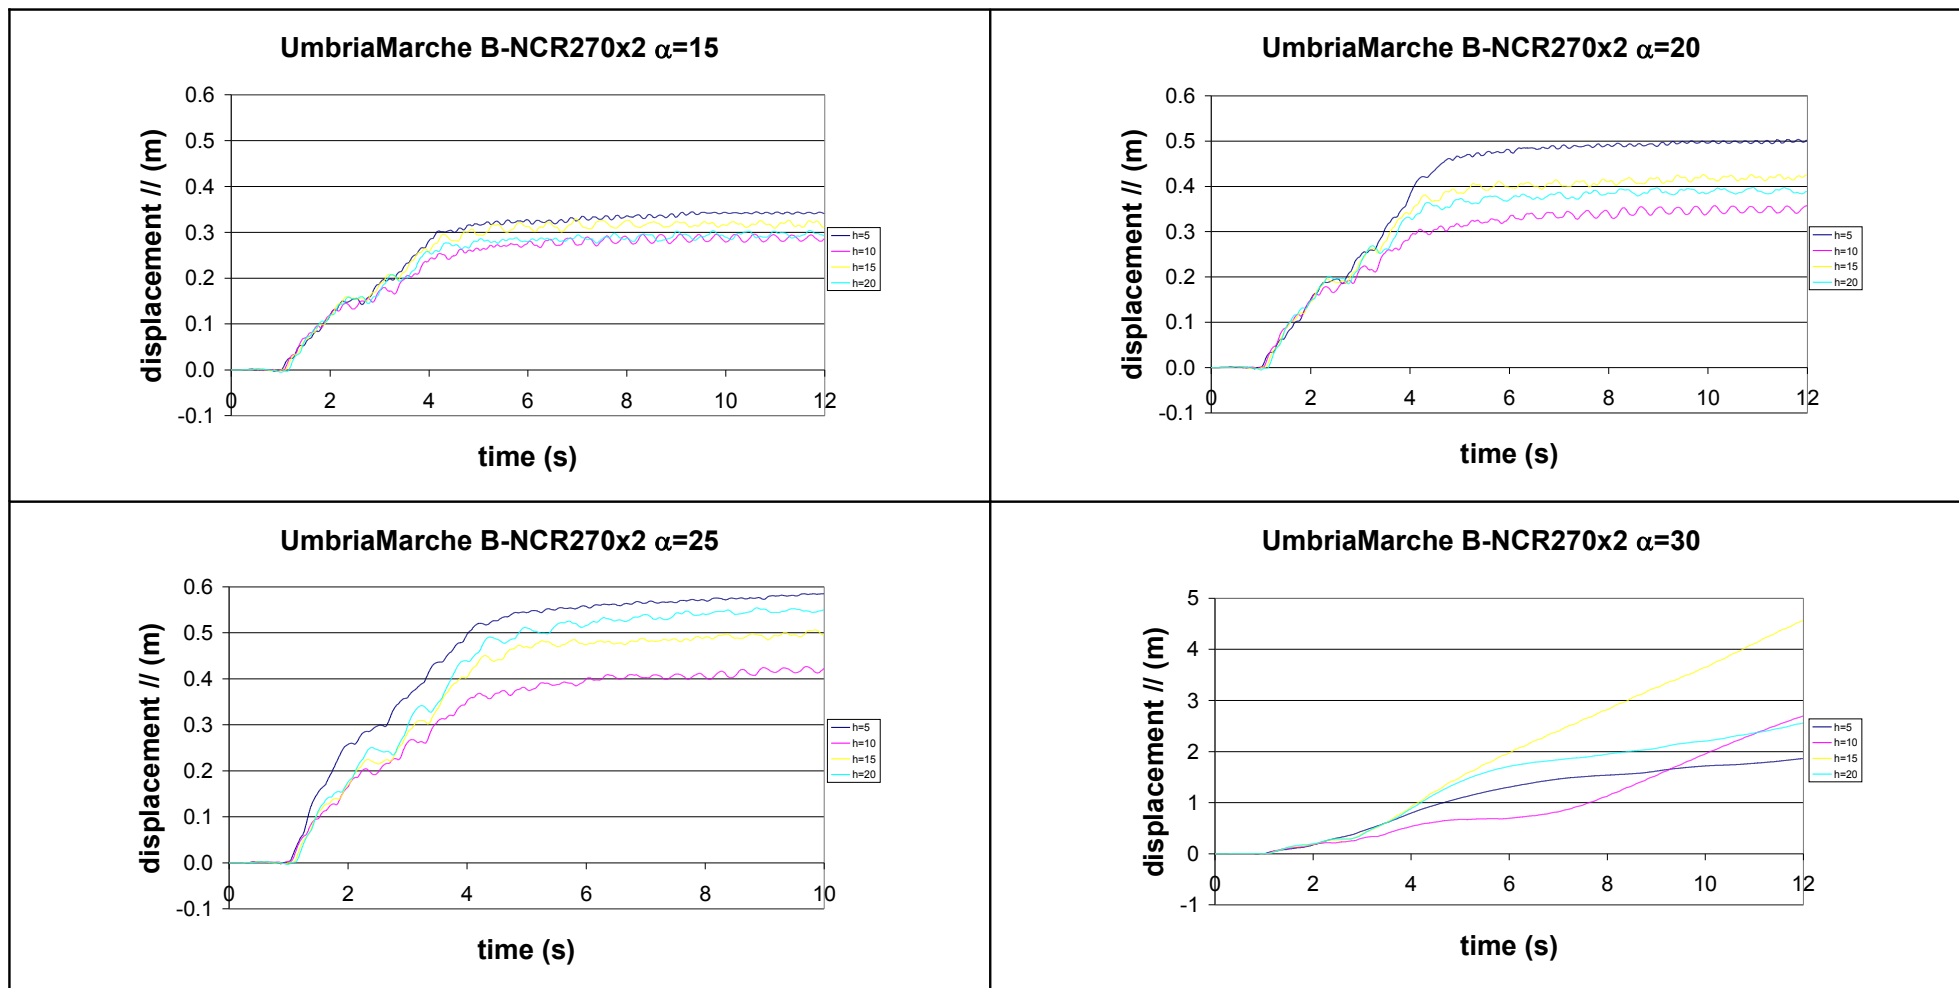 UmbriaMarche B-NCR270x2 α=15
displacement // (m)
0.6
0.5
0.4
0.3
0.2
0.1
0.0
-0.1
0 2 4 6 8 10 12
time (s)
h=5
h=10
h=15
h=20
UmbriaMarche B-NCR270x2 α=20
displacement // (m)
0.6
0.5
0.4
0.3
0.2
0.1
0.0
-0.1
0 2 4 6 8 10 12
time (s)
h=5
h=10
h=15
h=20
UmbriaMarche B-NCR270x2 α=25
displacement // (m)
0.6
0.5
0.4
0.3
0.2
0.1
0.0
-0.1
0 2 4 6 8 10
time (s)
h=5
h=10
h=15
h=20
UmbriaMarche B-NCR270x2 α=30
displacement // (m)
5
4
3
2
1
0
-1
0 2 4 6 8 10 12
time (s)
h=5
h=10
h=15
h=20